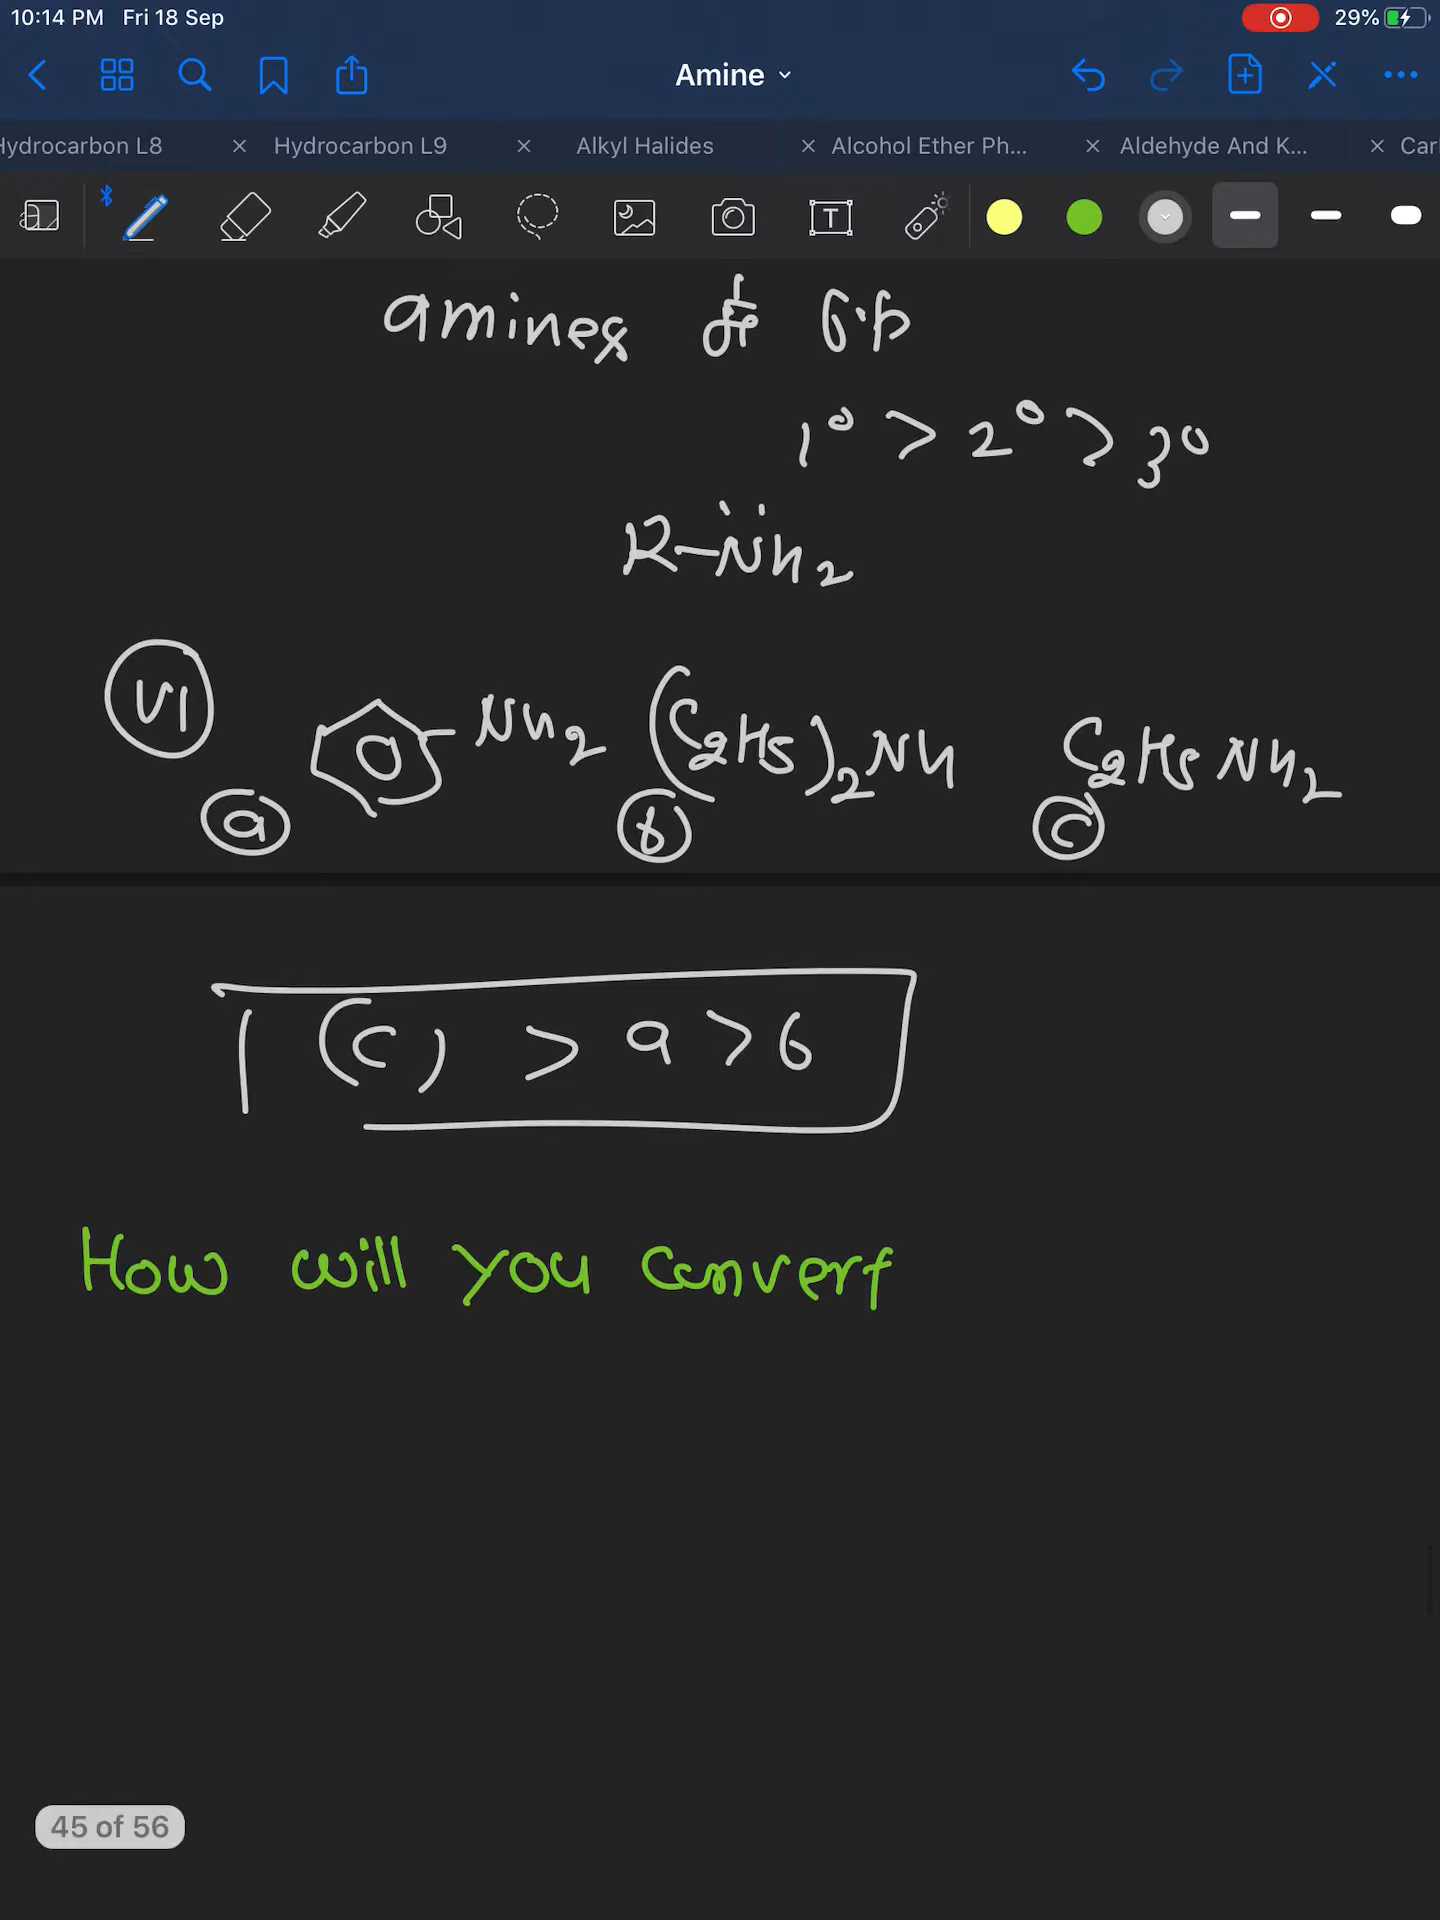 10:14 PM Fri 18 Sep 29%
Amine
Hydrocarbon L8 × Hydrocarbon L9 × Alkyl Halides × Alcohol Ether Ph... × Aldehyde And K... × Car
T
amines b.p
1° > 2° > 3°
R-N̈H₂
VI
NH₂ (C₂H₅)₂NH C₂H₅NH₂
a b c
(c) > a > b
How will you convert
45 of 56